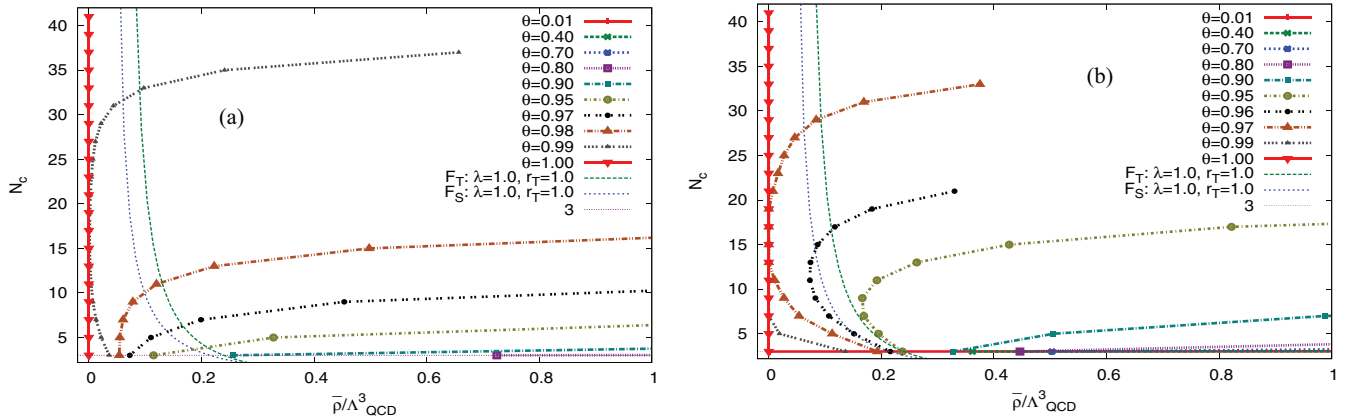 40
35
30
25
20
15
10
5
N_c
(a)
θ=0.01
θ=0.40
θ=0.70
θ=0.80
θ=0.90
θ=0.95
θ=0.97
θ=0.98
θ=0.99
θ=1.00
F_T: λ=1.0, r_T=1.0
F_S: λ=1.0, r_T=1.0
3
0 0.2 0.4 0.6 0.8 1
ρ̅/Λ³_QCD
40
35
30
25
20
15
10
5
N_c
(b)
θ=0.01
θ=0.40
θ=0.70
θ=0.80
θ=0.90
θ=0.95
θ=0.96
θ=0.97
θ=0.99
θ=1.00
F_T: λ=1.0, r_T=1.0
F_S: λ=1.0, r_T=1.0
3
0 0.2 0.4 0.6 0.8 1
ρ̅/Λ³_QCD